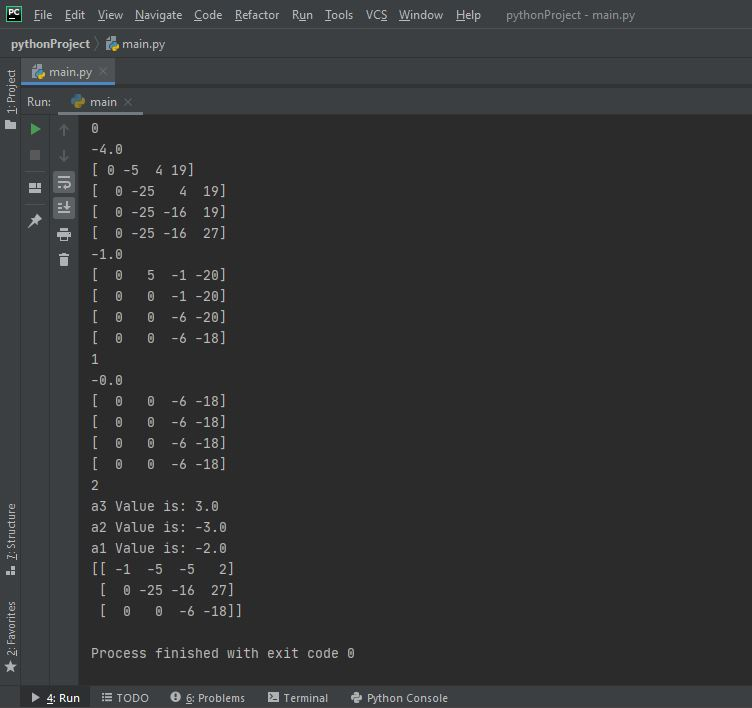 PC File Edit View Navigate Code Refactor Run Tools VCS Window Help pythonProject - main.py
pythonProject main.py
1: Project
main.py
Run: main
0
-4.0
[ 0 -5  4 19]
[  0 -25   4  19]
[  0 -25 -16  19]
[  0 -25 -16  27]
-1.0
[  0   5  -1 -20]
[  0   0  -1 -20]
[  0   0  -6 -20]
[  0   0  -6 -18]
1
-0.0
[  0   0  -6 -18]
[  0   0  -6 -18]
[  0   0  -6 -18]
[  0   0  -6 -18]
2
a3 Value is: 3.0
a2 Value is: -3.0
a1 Value is: -2.0
[[ -1  -5  -5   2]
 [  0 -25 -16  27]
 [  0   0  -6 -18]]
Process finished with exit code 0
7: Structure
2: Favorites
4: Run TODO 6: Problems Terminal Python Console